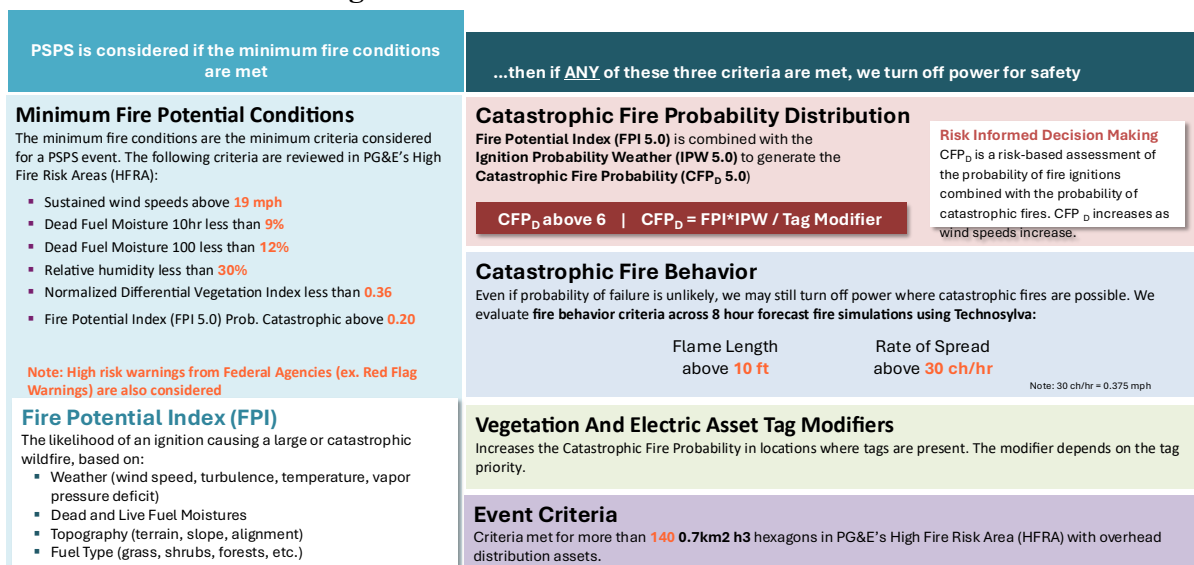 PSPS is considered if the minimum fire conditions
are met
...then if ANY of these three criteria are met, we turn off power for safety
Minimum Fire Potential Conditions
The minimum fire conditions are the minimum criteria considered
for a PSPS event. The following criteria are reviewed in PG&E's High
Fire Risk Areas (HFRA):
▪ Sustained wind speeds above 19 mph
▪ Dead Fuel Moisture 10hr less than 9%
▪ Dead Fuel Moisture 100 less than 12%
▪ Relative humidity less than 30%
▪ Normalized Differential Vegetation Index less than 0.36
▪ Fire Potential Index (FPI 5.0) Prob. Catastrophic above 0.20
Note: High risk warnings from Federal Agencies (ex. Red Flag
Warnings) are also considered
Fire Potential Index (FPI)
The likelihood of an ignition causing a large or catastrophic
wildfire, based on:
▪ Weather (wind speed, turbulence, temperature, vapor
pressure deficit)
▪ Dead and Live Fuel Moistures
▪ Topography (terrain, slope, alignment)
▪ Fuel Type (grass, shrubs, forests, etc.)
Catastrophic Fire Probability Distribution
Fire Potential Index (FPI 5.0) is combined with the
Ignition Probability Weather (IPW 5.0) to generate the
Catastrophic Fire Probability (CFPD 5.0)
CFPD above 6 | CFPD = FPI*IPW / Tag Modifier
Risk Informed Decision Making
CFPD is a risk-based assessment of
the probability of fire ignitions
combined with the probability of
catastrophic fires. CFP D increases as
wind speeds increase.
Catastrophic Fire Behavior
Even if probability of failure is unlikely, we may still turn off power where catastrophic fires are possible. We
evaluate fire behavior criteria across 8 hour forecast fire simulations using Technosylva:
Flame Length
above 10 ft
Rate of Spread
above 30 ch/hr
Note: 30 ch/hr = 0.375 mph
Vegetation And Electric Asset Tag Modifiers
Increases the Catastrophic Fire Probability in locations where tags are present. The modifier depends on the tag
priority.
Event Criteria
Criteria met for more than 140 0.7km2 h3 hexagons in PG&E's High Fire Risk Area (HFRA) with overhead
distribution assets.